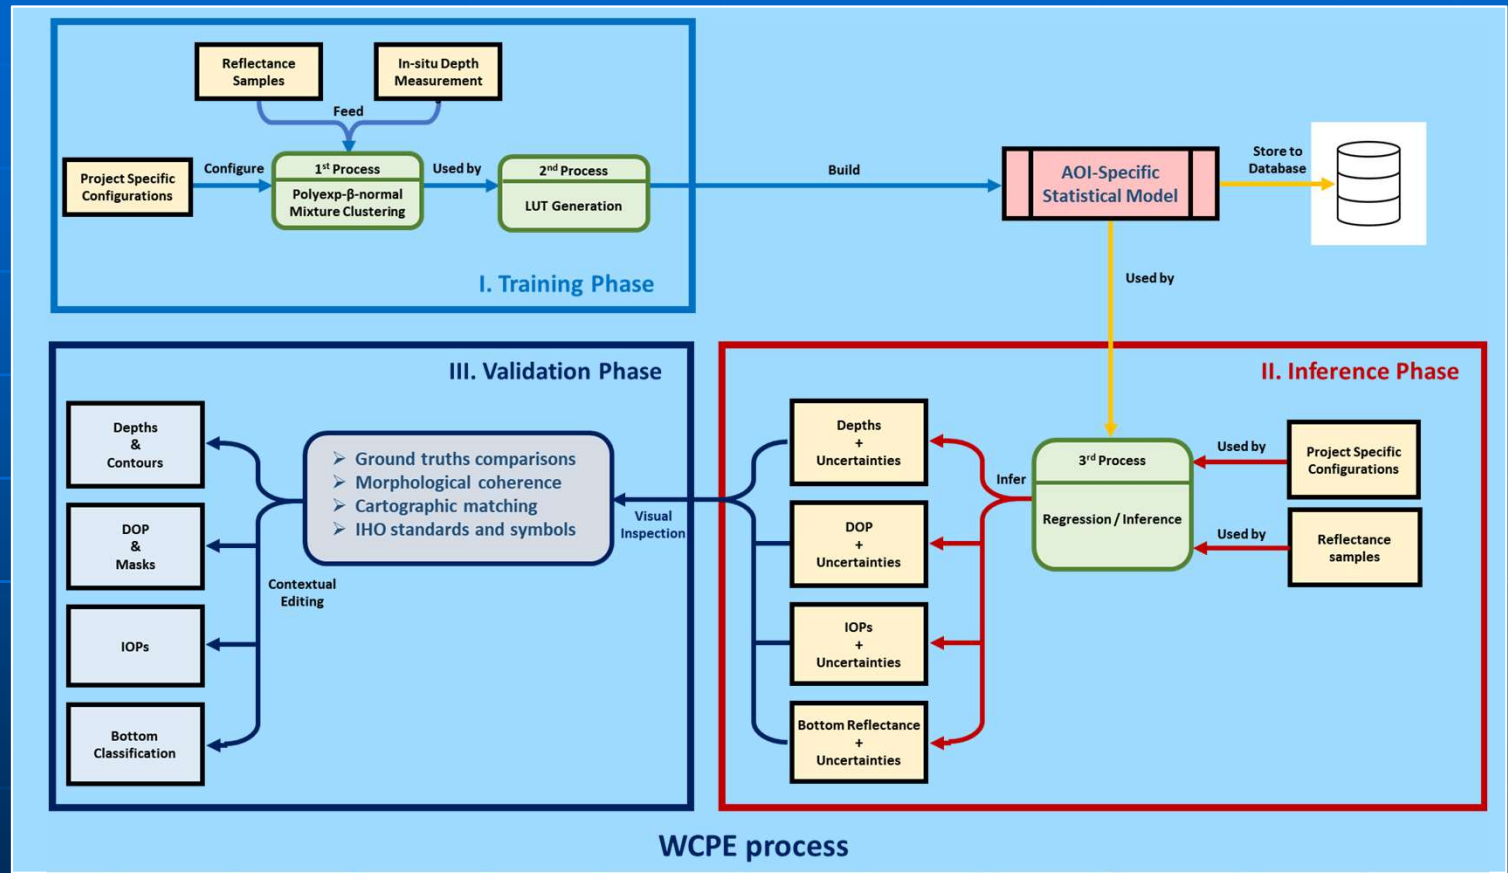 Reflectance
Samples
In-situ Depth
Measurement
Feed
Project Specific
Configurations
Configure
1st Process
Polyexp-β-normal
Mixture Clustering
Used by
2nd Process
LUT Generation
I. Training Phase
Build
AOI-Specific
Statistical Model
Store to
Database
Used by
II. Inference Phase
3rd Process
Regression / Inference
Used by
Project Specific
Configurations
Used by
Reflectance
samples
Infer
Depths
+
Uncertainties
DOP
+
Uncertainties
IOPs
+
Uncertainties
Bottom Reflectance
+
Uncertainties
Visual
Inspection
III. Validation Phase
➢ Ground truths comparisons
➢ Morphological coherence
➢ Cartographic matching
➢ IHO standards and symbols
Contextual
Editing
Depths
&
Contours
DOP
&
Masks
IOPs
Bottom
Classification
WCPE process